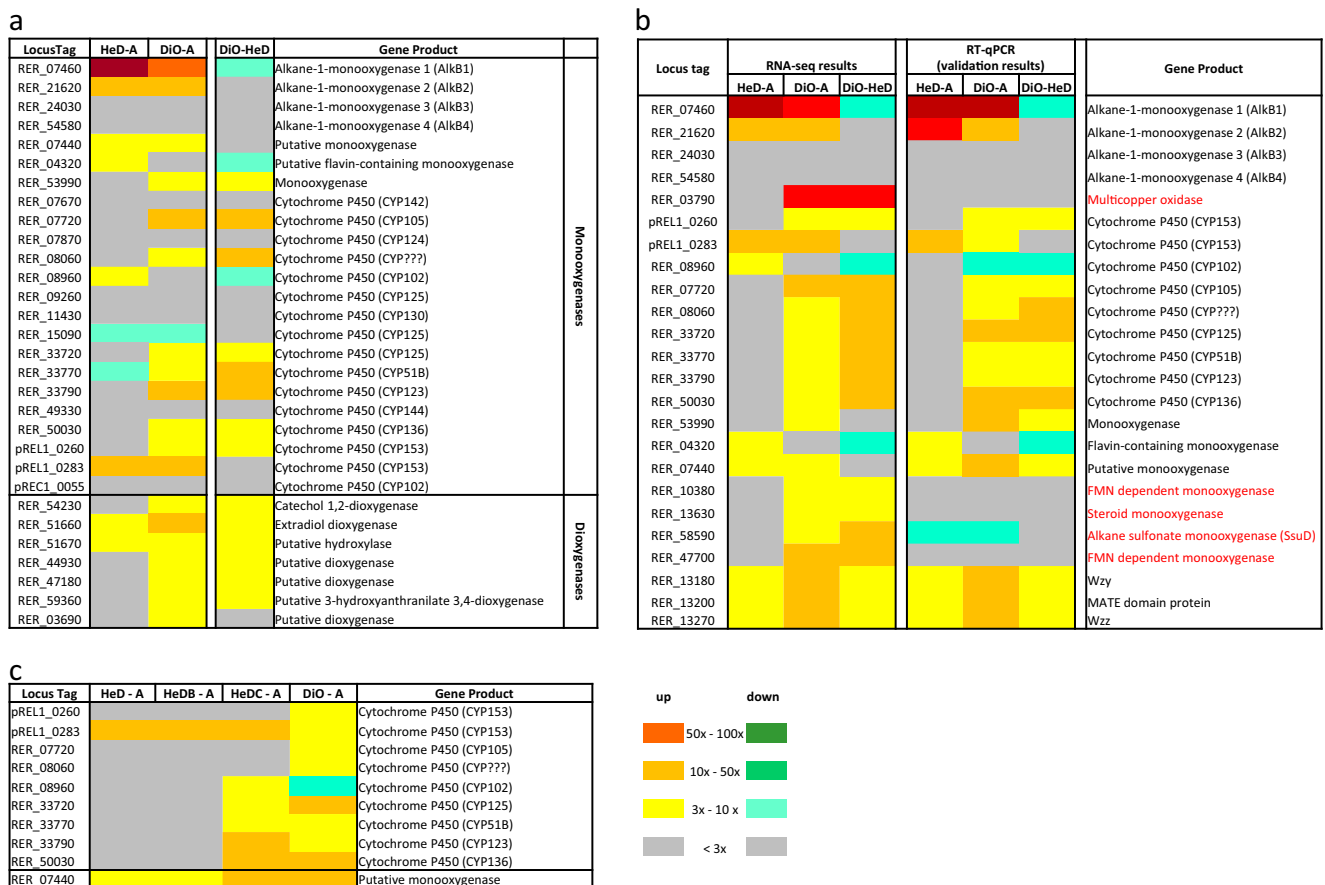 a
LocusTag HeD-A DiO-A DiO-HeD Gene Product
RER_07460 Alkane-1-monooxygenase 1 (AlkB1)
RER_21620 Alkane-1-monooxygenase 2 (AlkB2)
RER_24030 Alkane-1-monooxygenase 3 (AlkB3)
RER_54580 Alkane-1-monooxygenase 4 (AlkB4)
RER_07440 Putative monooxygenase
RER_04320 Putative flavin-containing monooxygenase
RER_53990 Monooxygenase
RER_07670 Cytochrome P450 (CYP142)
RER_07720 Cytochrome P450 (CYP105)
RER_07870 Cytochrome P450 (CYP124)
RER_08060 Cytochrome P450 (CYP???)
RER_08960 Cytochrome P450 (CYP102)
RER_09260 Cytochrome P450 (CYP125)
RER_11430 Cytochrome P450 (CYP130)
RER_15090 Cytochrome P450 (CYP125)
RER_33720 Cytochrome P450 (CYP125)
RER_33770 Cytochrome P450 (CYP51B)
RER_33790 Cytochrome P450 (CYP123)
RER_49330 Cytochrome P450 (CYP144)
RER_50030 Cytochrome P450 (CYP136)
pREL1_0260 Cytochrome P450 (CYP153)
pREL1_0283 Cytochrome P450 (CYP153)
pREC1_0055 Cytochrome P450 (CYP102)
Monooxygenases
RER_54230 Catechol 1,2-dioxygenase
RER_51660 Extradiol dioxygenase
RER_51670 Putative hydroxylase
RER_44930 Putative dioxygenase
RER_47180 Putative dioxygenase
RER_59360 Putative 3-hydroxyanthranilate 3,4-dioxygenase
RER_03690 Putative dioxygenase
Dioxygenases
b
Locus tag RNA-seq results RT-qPCR (validation results) Gene Product
HeD-A DiO-A DiO-HeD HeD-A DiO-A DiO-HeD
RER_07460 Alkane-1-monooxygenase 1 (AlkB1)
RER_21620 Alkane-1-monooxygenase 2 (AlkB2)
RER_24030 Alkane-1-monooxygenase 3 (AlkB3)
RER_54580 Alkane-1-monooxygenase 4 (AlkB4)
RER_03790 Multicopper oxidase
pREL1_0260 Cytochrome P450 (CYP153)
pREL1_0283 Cytochrome P450 (CYP153)
RER_08960 Cytochrome P450 (CYP102)
RER_07720 Cytochrome P450 (CYP105)
RER_08060 Cytochrome P450 (CYP???)
RER_33720 Cytochrome P450 (CYP125)
RER_33770 Cytochrome P450 (CYP51B)
RER_33790 Cytochrome P450 (CYP123)
RER_50030 Cytochrome P450 (CYP136)
RER_53990 Monooxygenase
RER_04320 Flavin-containing monooxygenase
RER_07440 Putative monooxygenase
RER_10380 FMN dependent monooxygenase
RER_13630 Steroid monooxygenase
RER_58590 Alkane sulfonate monooxygenase (SsuD)
RER_47700 FMN dependent monooxygenase
RER_13180 Wzy
RER_13200 MATE domain protein
RER_13270 Wzz
c
Locus Tag HeD - A HeDB - A HeDC - A DiO - A Gene Product
pREL1_0260 Cytochrome P450 (CYP153)
pREL1_0283 Cytochrome P450 (CYP153)
RER_07720 Cytochrome P450 (CYP105)
RER_08060 Cytochrome P450 (CYP???)
RER_08960 Cytochrome P450 (CYP102)
RER_33720 Cytochrome P450 (CYP125)
RER_33770 Cytochrome P450 (CYP51B)
RER_33790 Cytochrome P450 (CYP123)
RER_50030 Cytochrome P450 (CYP136)
RER_07440 Putative monooxygenase
up down
50x - 100x
10x - 50x
3x - 10 x
< 3x